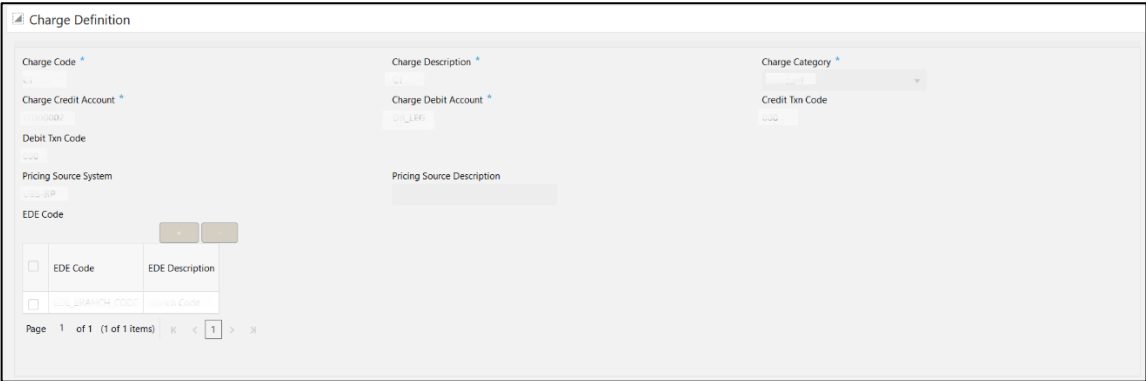 Charge Definition
Charge Code * Charge Description * Charge Category *
Charge Credit Account * Charge Debit Account * Credit Txn Code
Debit Txn Code
Pricing Source System Pricing Source Description
EDE Code
EDE Code EDE Description
Page 1 of 1 (1 of 1 items) K < 1 > Ж